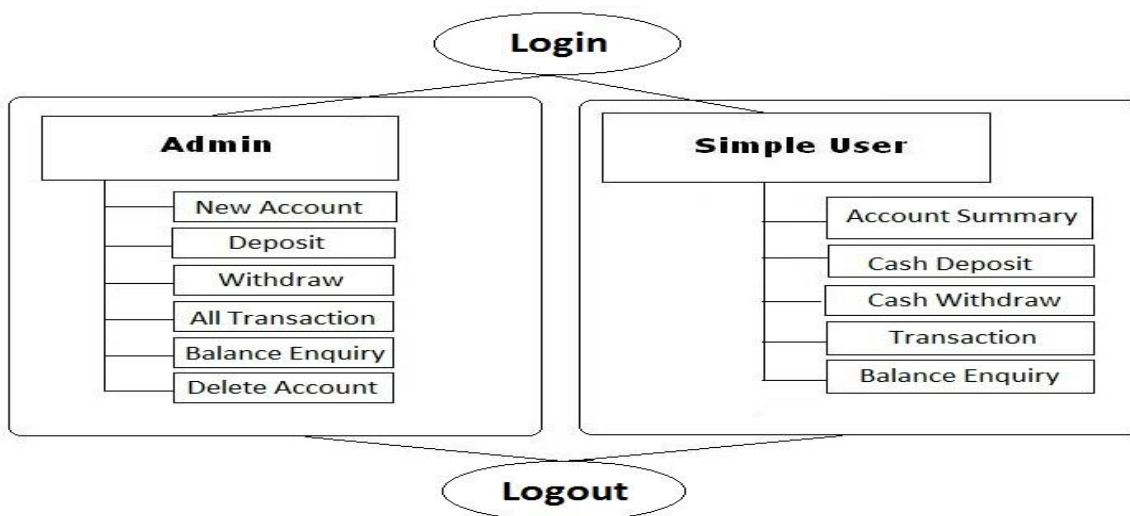 Login
Admin
New Account
Deposit
Withdraw
All Transaction
Balance Enquiry
Delete Account
Simple User
Account Summary
Cash Deposit
Cash Withdraw
Transaction
Balance Enquiry
Logout